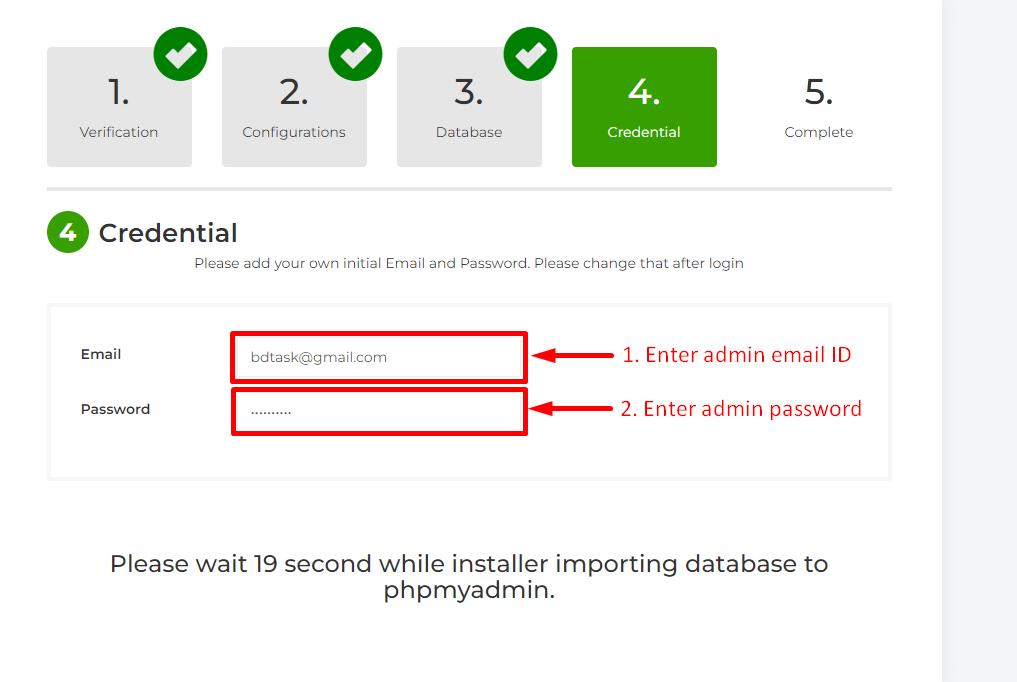 1.
Verification
2.
Configurations
3.
Database
4.
Credential
5.
Complete
4 Credential
Please add your own initial Email and Password. Please change that after login
Email
bdtask@gmail.com
1. Enter admin email ID
Password
..........
2. Enter admin password
Please wait 19 second while installer importing database to
phpmyadmin.